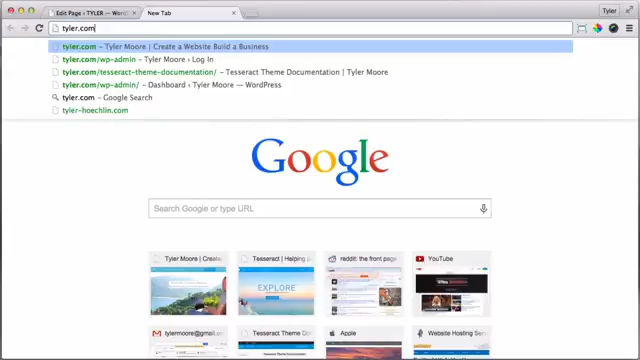 Edit Page ‹ TYLER — WordP
New Tab
Tyler
tyler.com
tyler.com – Tyler Moore | Create a Website Build a Business
tyler.com/wp-admin – Tyler Moore › Log In
tyler.com/tesseract-theme-documentation/ – Tesseract Theme Documentation | Tyler Moore
tyler.com/wp-admin/ – Dashboard ‹ Tyler Moore — WordPress
tyler.com – Google Search
tyler-hoechlin.com
Google
Search Google or type URL
Tyler Moore | Create
Tesseract | Helping p
reddit: the front page
YouTube
EXPLORE
tylermoore@gmail.co
Tesseract Theme Doc
Apple
Website Hosting Serv